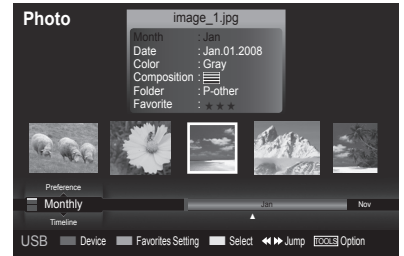 Photo
image_1.jpg
Month : Jan
Date : Jan.01.2008
Color : Gray
Composition :
Folder : P-other
Favorite : ★★★
Preference
Monthly
Timeline
Jan
Nov
USB Device Favorites Setting Select ◄◄ ►► Jump TOOLS Option